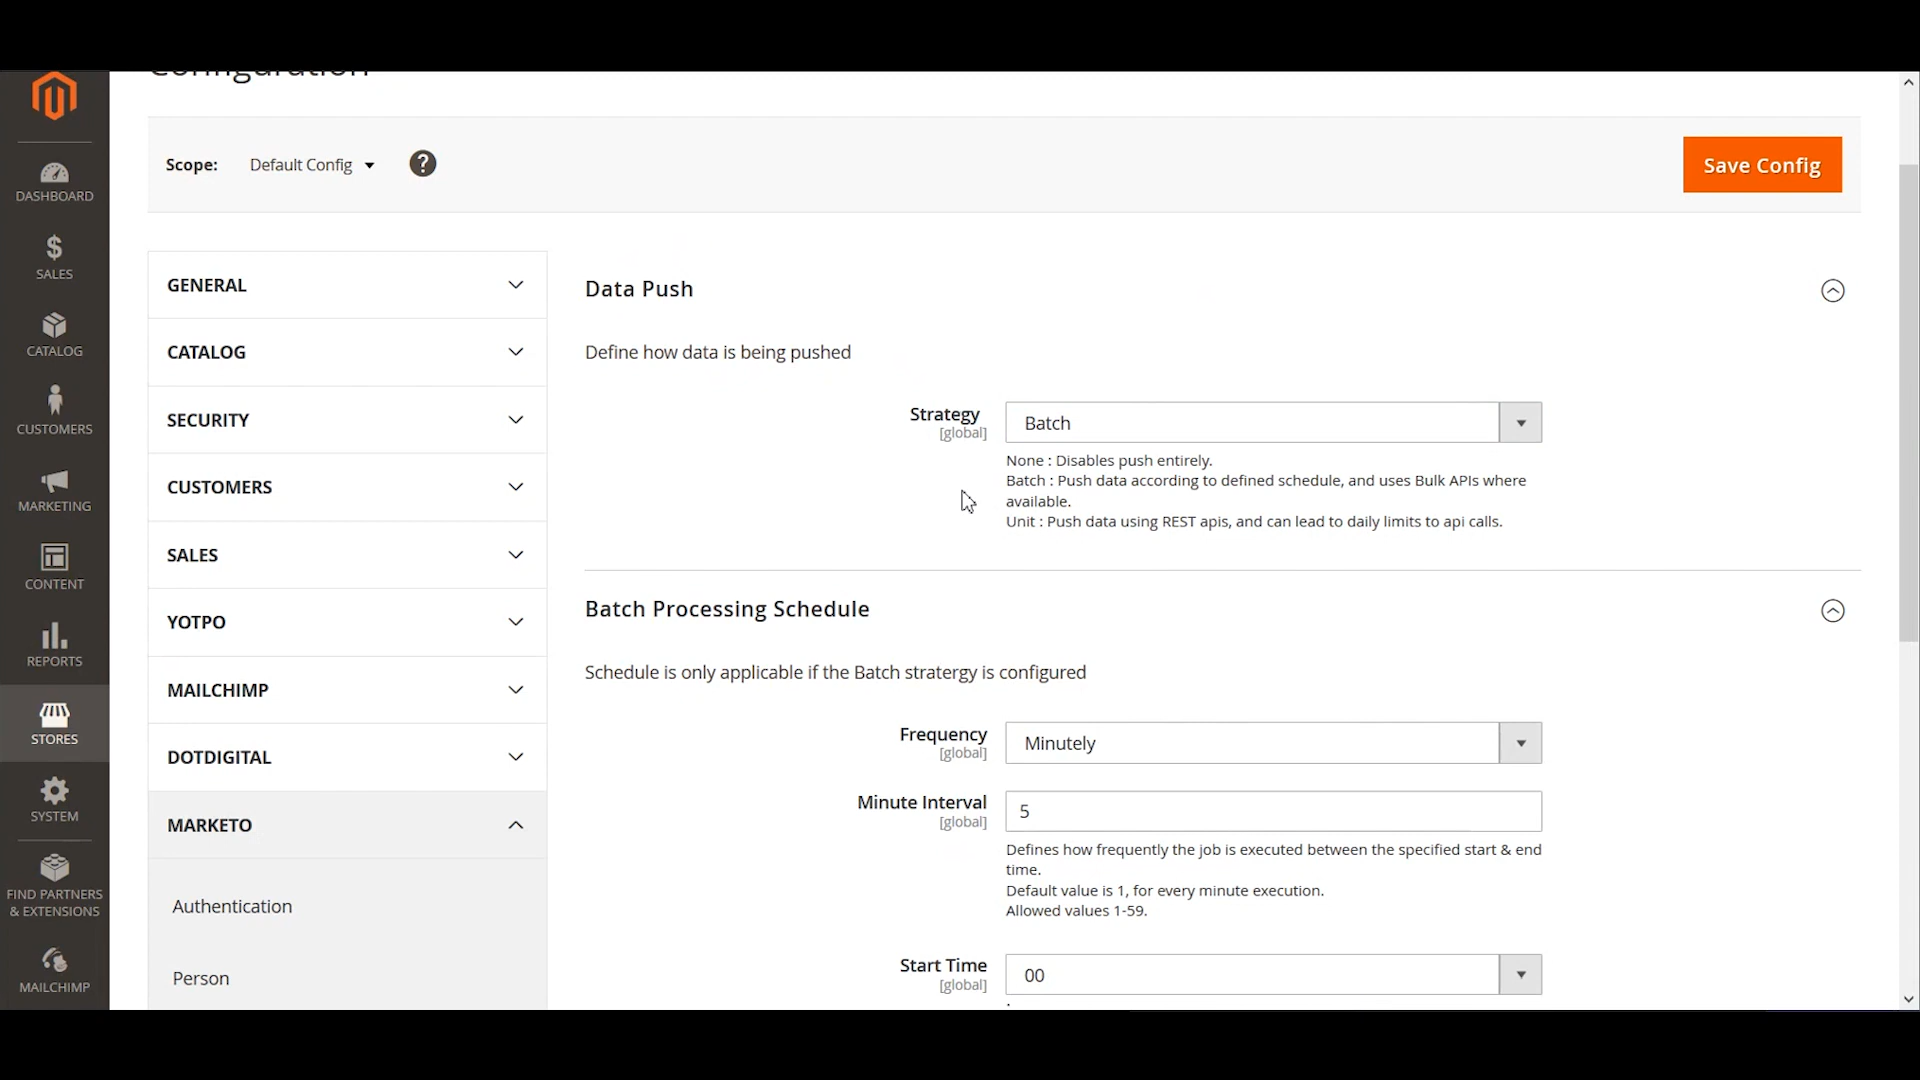 Configuration
Scope: Default Config ?
Save Config
DASHBOARD
SALES
CATALOG
CUSTOMERS
MARKETING
CONTENT
REPORTS
STORES
SYSTEM
FIND PARTNERS
& EXTENSIONS
MAILCHIMP
GENERAL
CATALOG
SECURITY
CUSTOMERS
SALES
YOTPO
MAILCHIMP
DOTDIGITAL
MARKETO
Authentication
Person
Data Push
Define how data is being pushed
Strategy
[global]
Batch
None : Disables push entirely.
Batch : Push data according to defined schedule, and uses Bulk APIs where
available.
Unit : Push data using REST apis, and can lead to daily limits to api calls.
Batch Processing Schedule
Schedule is only applicable if the Batch stratergy is configured
Frequency
[global]
Minutely
Minute Interval
[global]
5
Defines how frequently the job is executed between the specified start & end
time.
Default value is 1, for every minute execution.
Allowed values 1-59.
Start Time
[global]
00